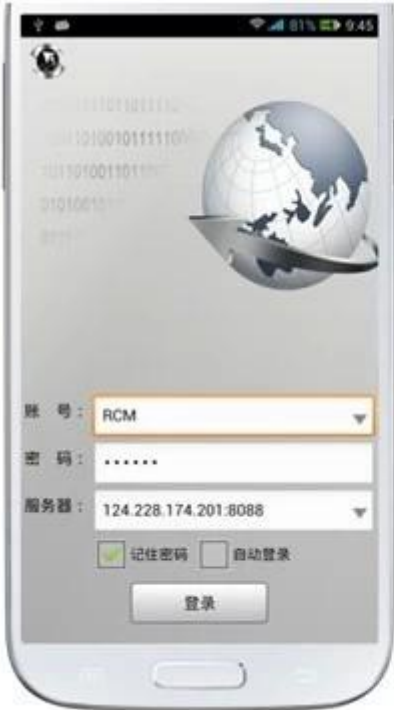 81% 9:45
账 号： RCM
密 码： ......
服务器： 124.228.174.201:8088
记住密码 自动登录
登录